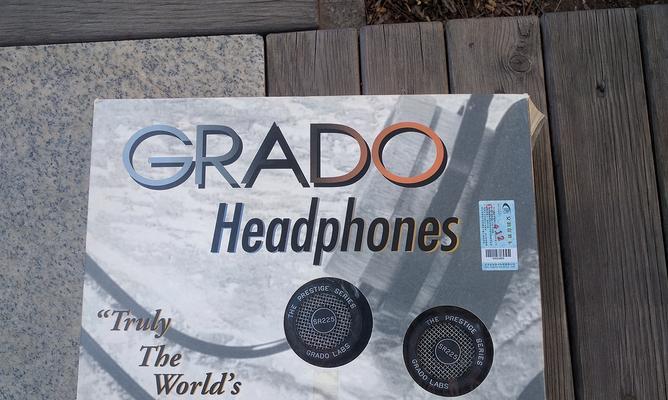 GRADO
Headphones
"Truly
The
World's
THE PRESTIGE SERIES
SR225
GRADO LABS
THE PRESTIGE SERIES
SR225
GRADO LABS